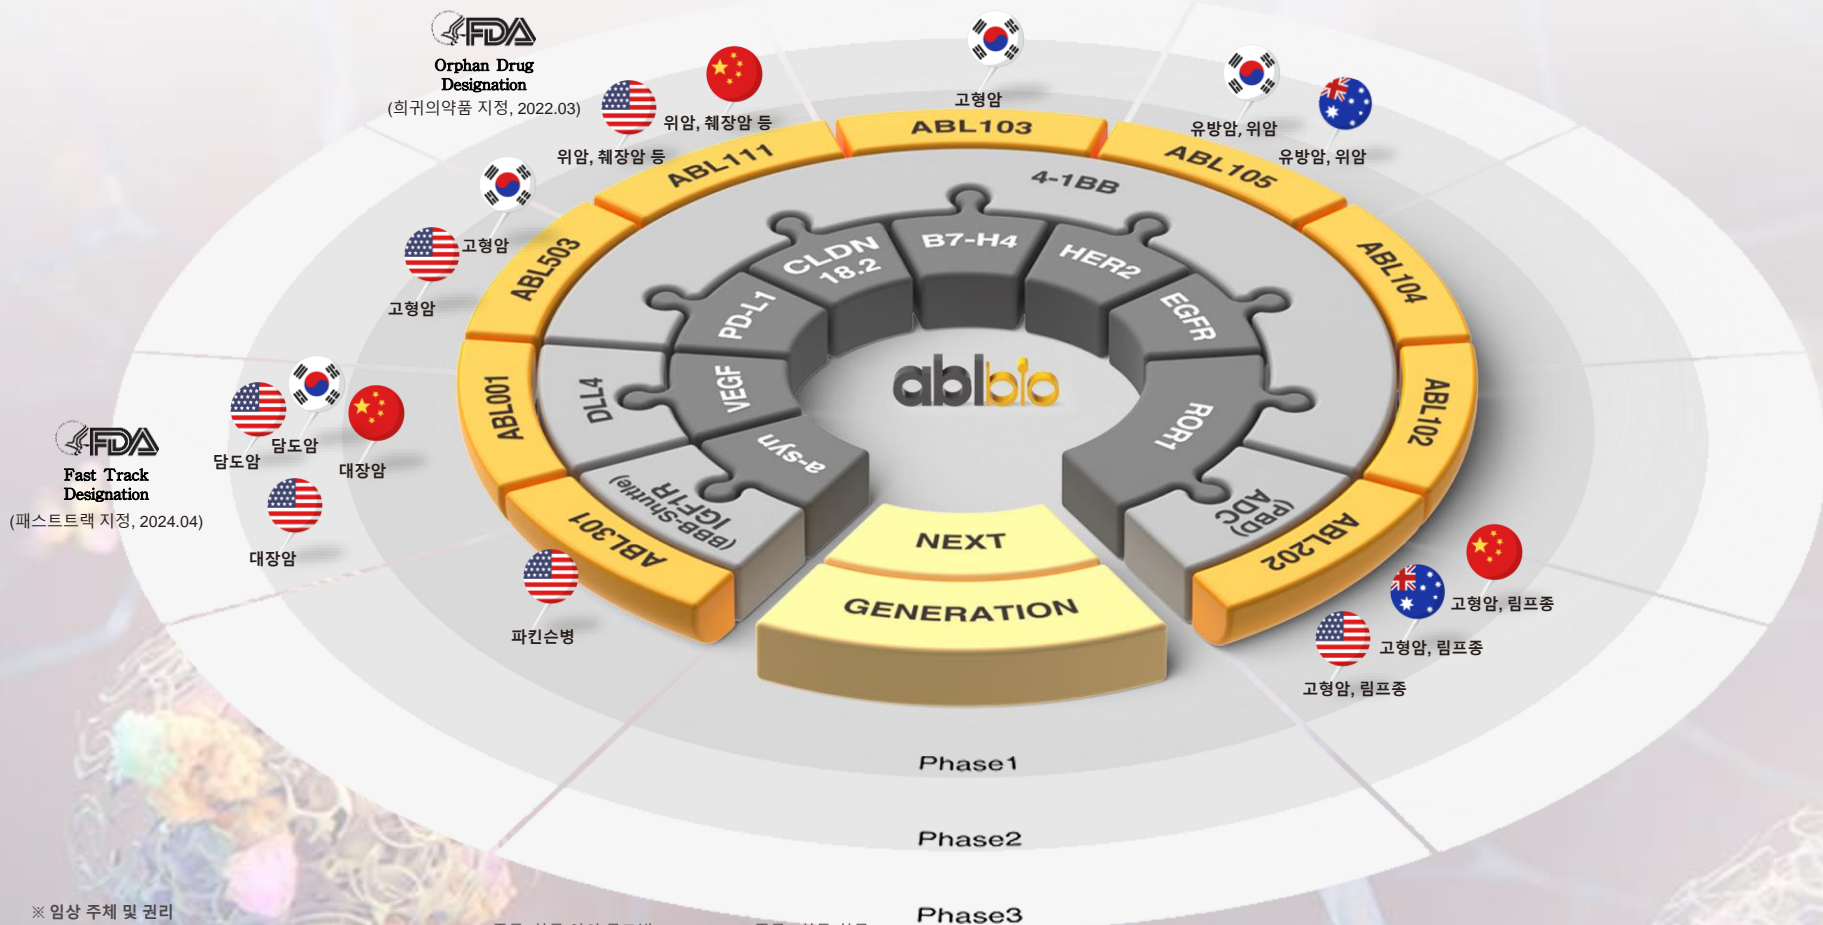 FDA
Orphan Drug
Designation
(희귀의약품 지정, 2022.03)
위암, 췌장암 등
위암, 췌장암 등
고형암
유방암, 위암
유방암, 위암
고형암
고형암
ABL111
ABL103
ABL105
ABL503
ABL104
ABL001
ABL102
ABL301
ABL202
4-1BB
CLDN
18.2
B7-H4
HER2
PD-L1
EGFR
DLL4
VEGF
ROR1
a-syn
(BBB-Shuttle)
IGF1R
(PBD)
ADC
ablbio
FDA
Fast Track
Designation
(패스트트랙 지정, 2024.04)
담도암
담도암
대장암
대장암
파킨슨병
NEXT
GENERATION
고형암, 림프종
고형암, 림프종
고형암, 림프종
Phase1
Phase2
Phase3
※ 임상 주체 및 권리